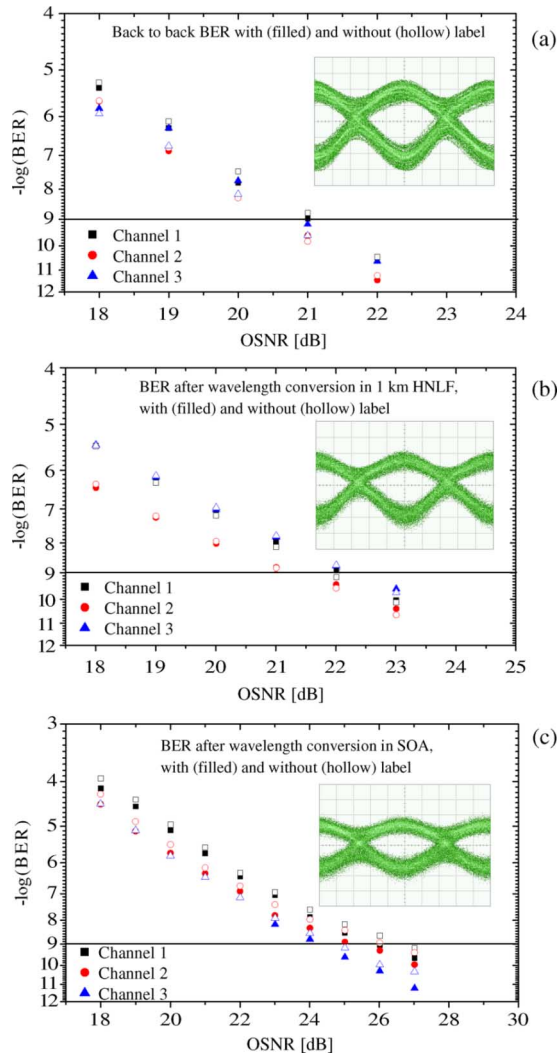 Back to back BER with (filled) and without (hollow) label
(a)
5
6
7
8
9
10
11
12
-log(BER)
Channel 1
Channel 2
Channel 3
18 19 20 21 22 23 24
OSNR [dB]
BER after wavelength conversion in 1 km HNLF,
with (filled) and without (hollow) label
(b)
4
5
6
7
8
9
10
11
12
-log(BER)
Channel 1
Channel 2
Channel 3
18 19 20 21 22 23 24 25
OSNR [dB]
BER after wavelength conversion in SOA,
with (filled) and without (hollow) label
(c)
3
4
5
6
7
8
9
10
11
12
-log(BER)
Channel 1
Channel 2
Channel 3
18 20 22 24 26 28 30
OSNR [dB]